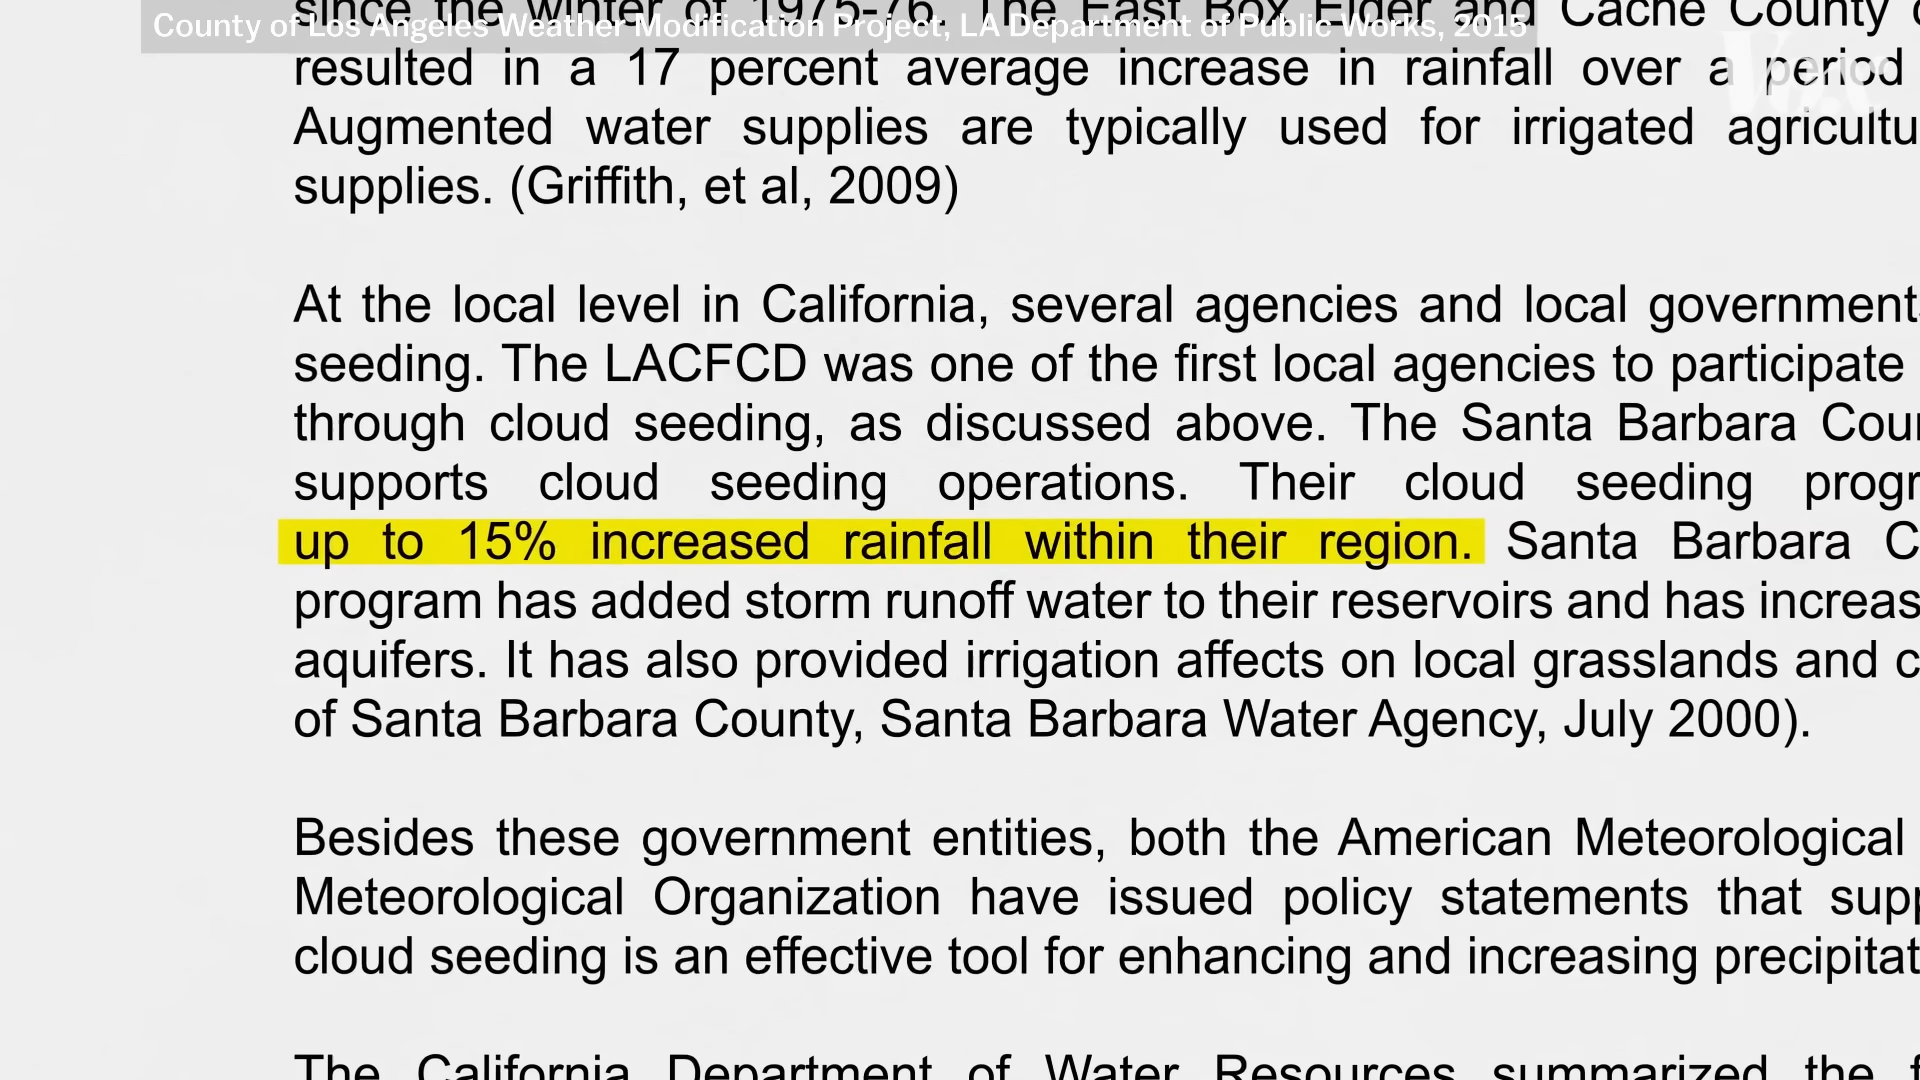 since the winter of 1975-76. The East Box Elder and Cache County
County of Los Angeles Weather Modification Project, LA Department of Public Works, 2015
Vox
resulted in a 17 percent average increase in rainfall over a period
Augmented water supplies are typically used for irrigated agricultu
supplies. (Griffith, et al, 2009)
At the local level in California, several agencies and local governments
seeding. The LACFCD was one of the first local agencies to participate
through cloud seeding, as discussed above. The Santa Barbara Coun
supports cloud seeding operations. Their cloud seeding progr
up to 15% increased rainfall within their region. Santa Barbara C
program has added storm runoff water to their reservoirs and has increas
aquifers. It has also provided irrigation affects on local grasslands and c
of Santa Barbara County, Santa Barbara Water Agency, July 2000).
Besides these government entities, both the American Meteorological
Meteorological Organization have issued policy statements that supp
cloud seeding is an effective tool for enhancing and increasing precipitat
The California Department of Water Resources summarized the f